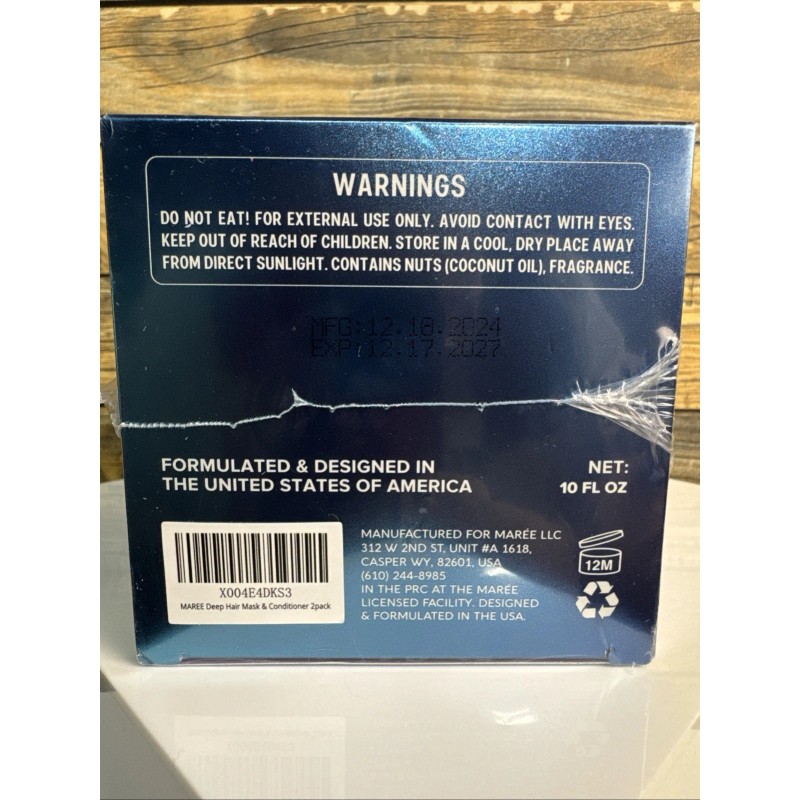 WARNINGS
DO NOT EAT! FOR EXTERNAL USE ONLY. AVOID CONTACT WITH EYES.
KEEP OUT OF REACH OF CHILDREN. STORE IN A COOL, DRY PLACE AWAY
FROM DIRECT SUNLIGHT. CONTAINS NUTS (COCONUT OIL), FRAGRANCE.
MFG:12.18.2024
EXP:12.17.2027
FORMULATED & DESIGNED IN
THE UNITED STATES OF AMERICA
NET:
10 FL OZ
X004E4DKS3
MAREE Deep Hair Mask & Conditioner 2pack
MANUFACTURED FOR MARÉE LLC
312 W 2ND ST, UNIT #A 1618,
CASPER WY, 82601, USA
(610) 244-8985
IN THE PRC AT THE MARÉE
LICENSED FACILITY. DESIGNED
& FORMULATED IN THE USA.
12M